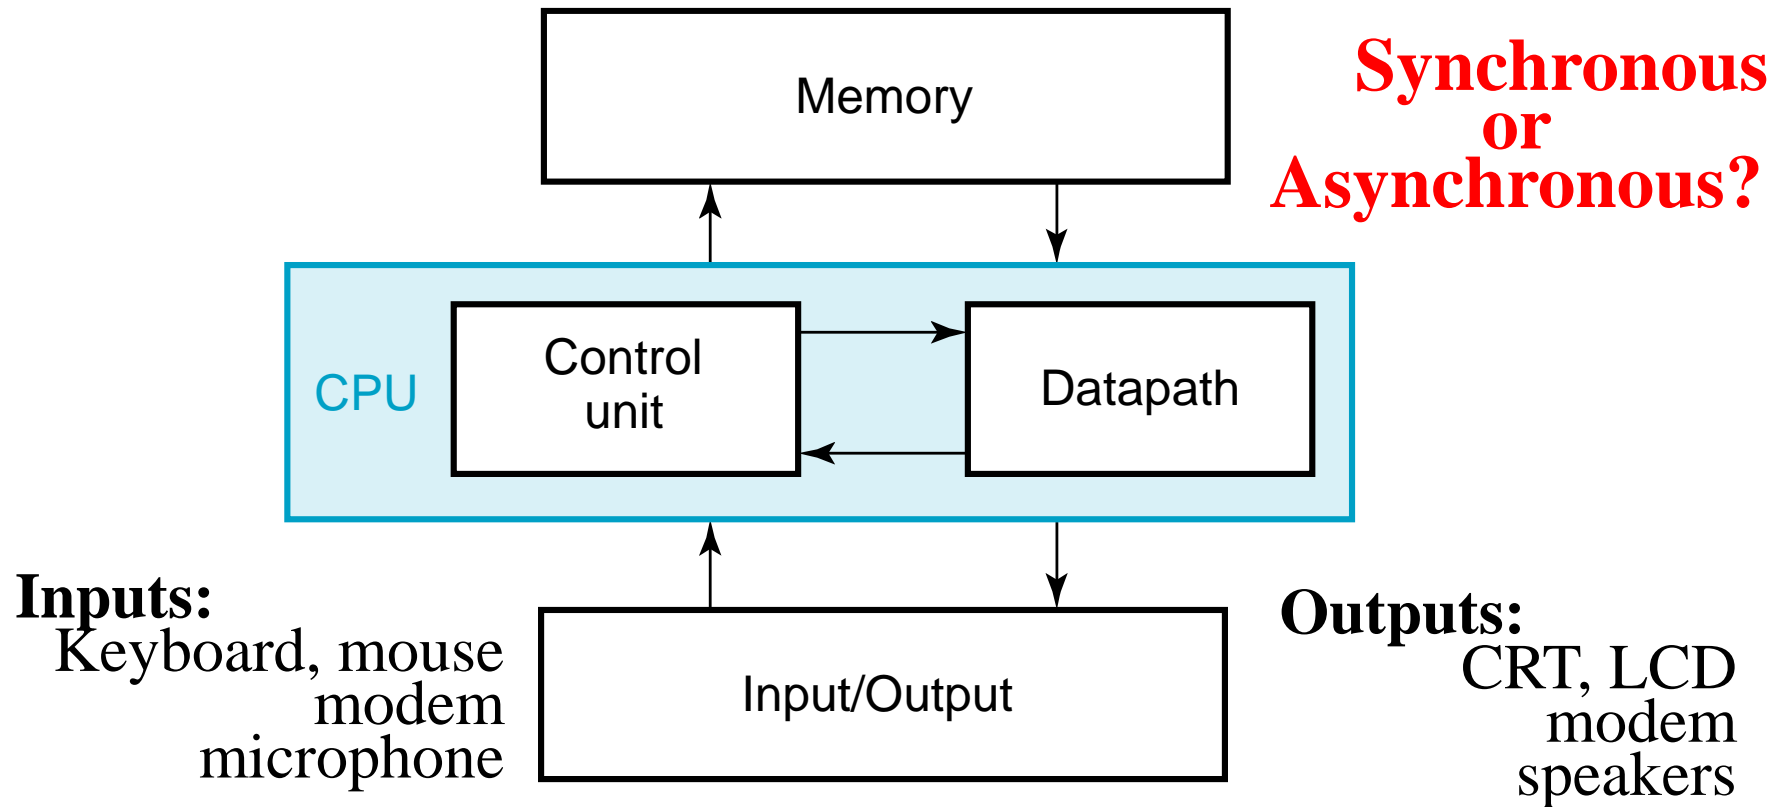 Memory
Synchronous
or
Asynchronous?
CPU
Control
unit
Datapath
Inputs:
Keyboard, mouse
modem
microphone
Input/Output
Outputs:
CRT, LCD
modem
speakers